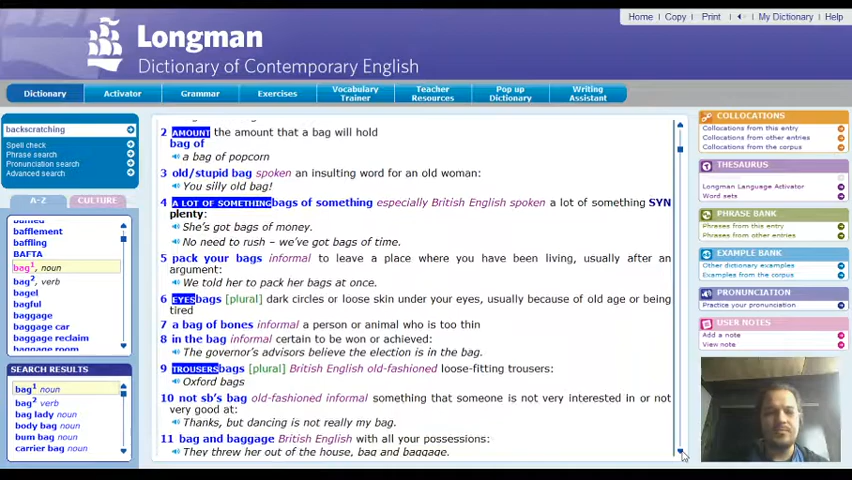 Home | Copy | Print | My Dictionary | Help
Longman
Dictionary of Contemporary English
Dictionary
Activator
Grammar
Exercises
Vocabulary Trainer
Teacher Resources
Pop up Dictionary
Writing Assistant
backscratching
Spell check
Phrase search
Pronunciation search
Advanced search
A-Z
CULTURE
baffled
bafflement
baffling
BAFTA
bag1, noun
bag2, verb
bagel
bagful
baggage
baggage car
baggage reclaim
baggage room
SEARCH RESULTS
bag1 noun
bag2 verb
bag lady noun
body bag noun
bum bag noun
carrier bag noun
2 AMOUNT the amount that a bag will hold
bag of
a bag of popcorn
3 old/stupid bag spoken an insulting word for an old woman:
You silly old bag!
4 A LOT OF SOMETHING bags of something especially British English spoken a lot of something SYN
plenty:
She's got bags of money.
No need to rush – we've got bags of time.
5 pack your bags informal to leave a place where you have been living, usually after an
argument:
We told her to pack her bags at once.
6 EYES bags [plural] dark circles or loose skin under your eyes, usually because of old age or being
tired
7 a bag of bones informal a person or animal who is too thin
8 in the bag informal certain to be won or achieved:
The governor's advisors believe the election is in the bag.
9 TROUSERS bags [plural] British English old-fashioned loose-fitting trousers:
Oxford bags
10 not sb's bag old-fashioned informal something that someone is not very interested in or not
very good at:
Thanks, but dancing is not really my bag.
11 bag and baggage British English with all your possessions:
They threw her out of the house, bag and baggage.
COLLOCATIONS
Collocations from this entry
Collocations from other entries
Collocations from the corpus
THESAURUS
Longman Language Activator
Word sets
PHRASE BANK
Phrases from this entry
Phrases from other entries
EXAMPLE BANK
Other dictionary examples
Examples from the corpus
PRONUNCIATION
Practice your pronunciation
USER NOTES
Add a note
View note